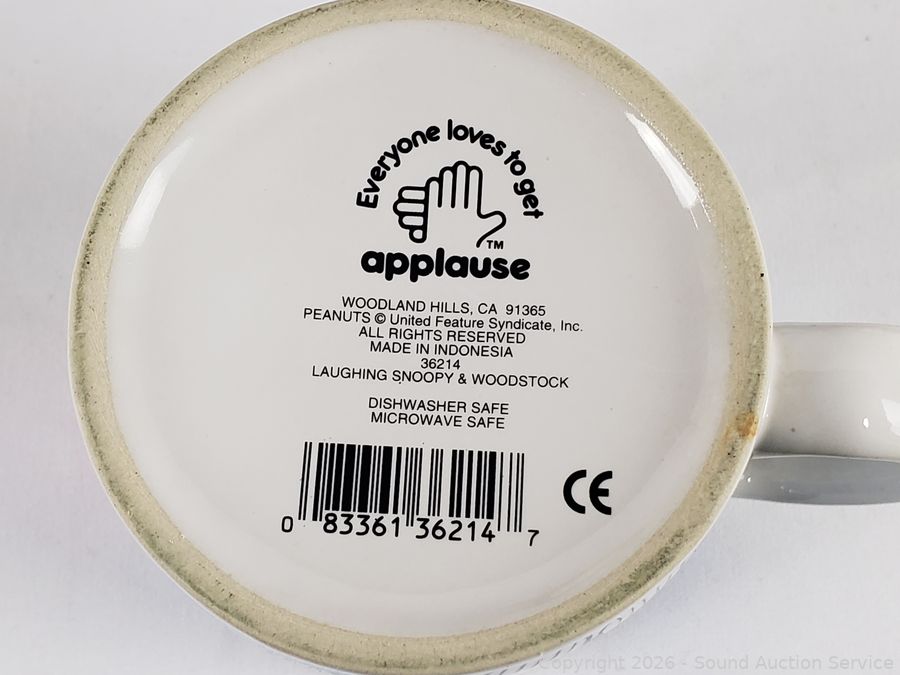 Everyone loves to get
TM
applause
WOODLAND HILLS, CA 91365
PEANUTS © United Feature Syndicate, Inc.
ALL RIGHTS RESERVED
MADE IN INDONESIA
36214
LAUGHING SNOOPY & WOODSTOCK
DISHWASHER SAFE
MICROWAVE SAFE
0 83361 36214 7
CE
Copyright 2026 - Sound Auction Service